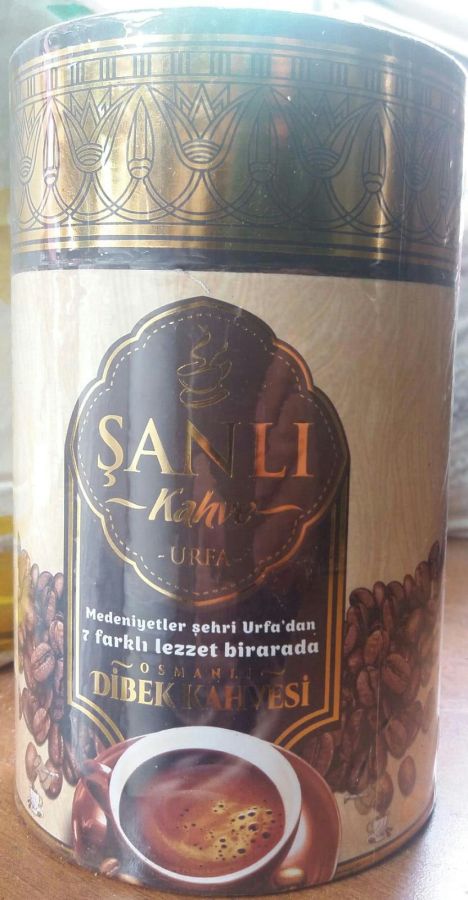 ŞANLI
Kahve
- URFA -
Medeniyetler şehri Urfa'dan
7 farklı lezzet birarada
OSMANLI
DİBEK KAHVESİ